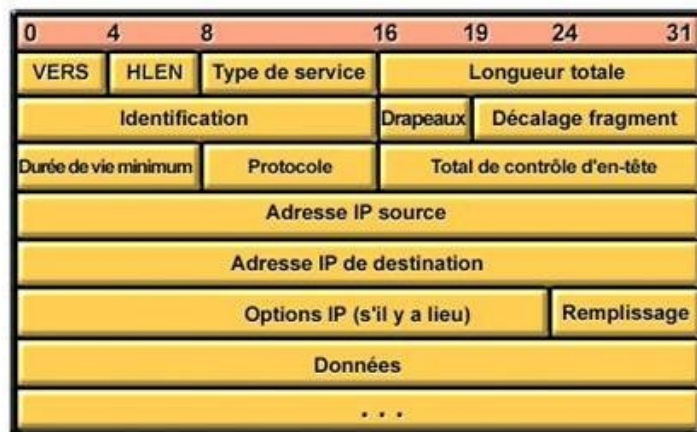 0 4 8 16 19 24 31
VERS HLEN Type de service Longueur totale
Identification Drapeaux Décalage fragment
Durée de vie minimum Protocole Total de contrôle d'en-tête
Adresse IP source
Adresse IP de destination
Options IP (s'il y a lieu) Remplissage
Données
. . .